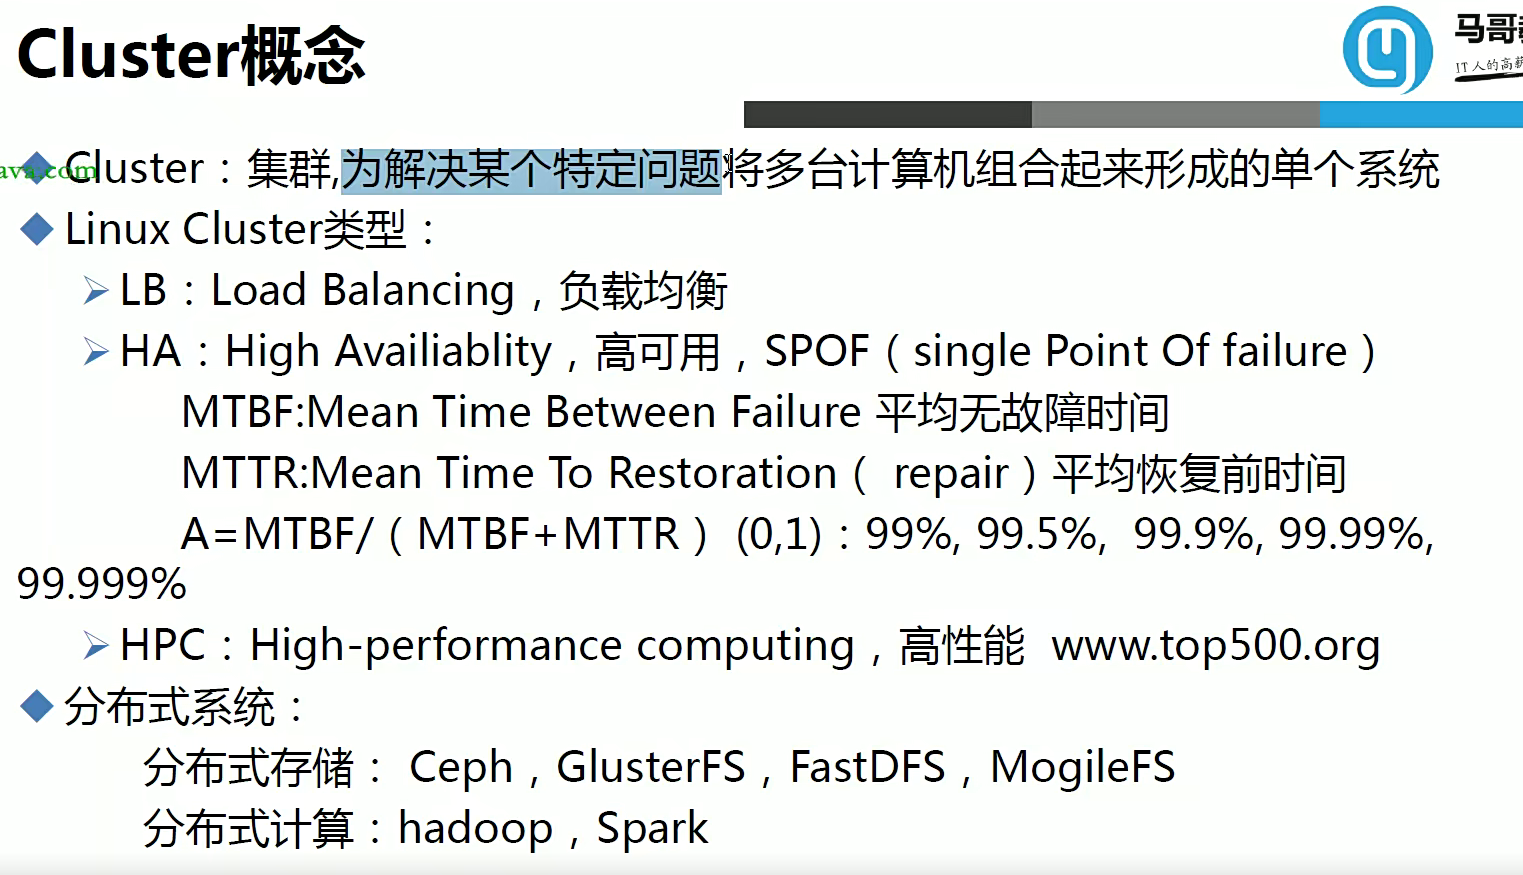 Cluster概念
马哥
IT人的高薪
ava.com
Cluster：集群,为解决某个特定问题将多台计算机组合起来形成的单个系统
Linux Cluster类型：
LB：Load Balancing，负载均衡
HA：High Availiablity，高可用，SPOF（single Point Of failure）
MTBF:Mean Time Between Failure 平均无故障时间
MTTR:Mean Time To Restoration（ repair）平均恢复前时间
A=MTBF/（MTBF+MTTR） (0,1)：99%, 99.5%, 99.9%, 99.99%,
99.999%
HPC：High-performance computing，高性能 www.top500.org
分布式系统：
分布式存储： Ceph，GlusterFS，FastDFS，MogileFS
分布式计算：hadoop，Spark